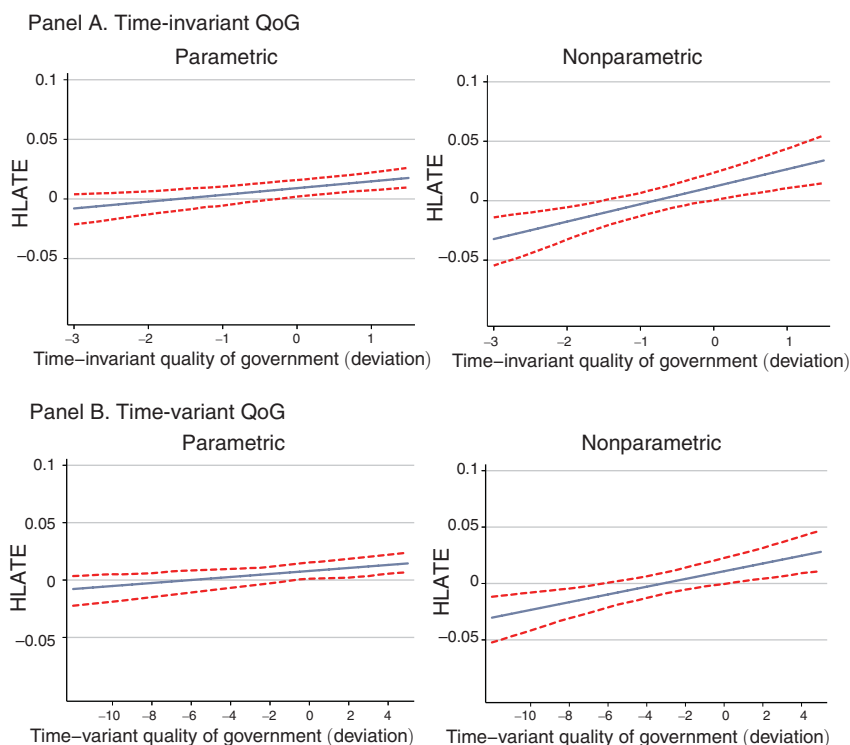 Panel A. Time-invariant QoG
Parametric
Nonparametric
0.1
0.05
0
−0.05
HLATE
−3 −2 −1 0 1
Time−invariant quality of government (deviation)
0.1
0.05
0
−0.05
HLATE
−3 −2 −1 0 1
Time−invariant quality of government (deviation)
Panel B. Time-variant QoG
Parametric
Nonparametric
0.1
0.05
0
−0.05
HLATE
−10 −8 −6 −4 −2 0 2 4
Time−variant quality of government (deviation)
0.1
0.05
0
−0.05
HLATE
−10 −8 −6 −4 −2 0 2 4
Time−variant quality of government (deviation)